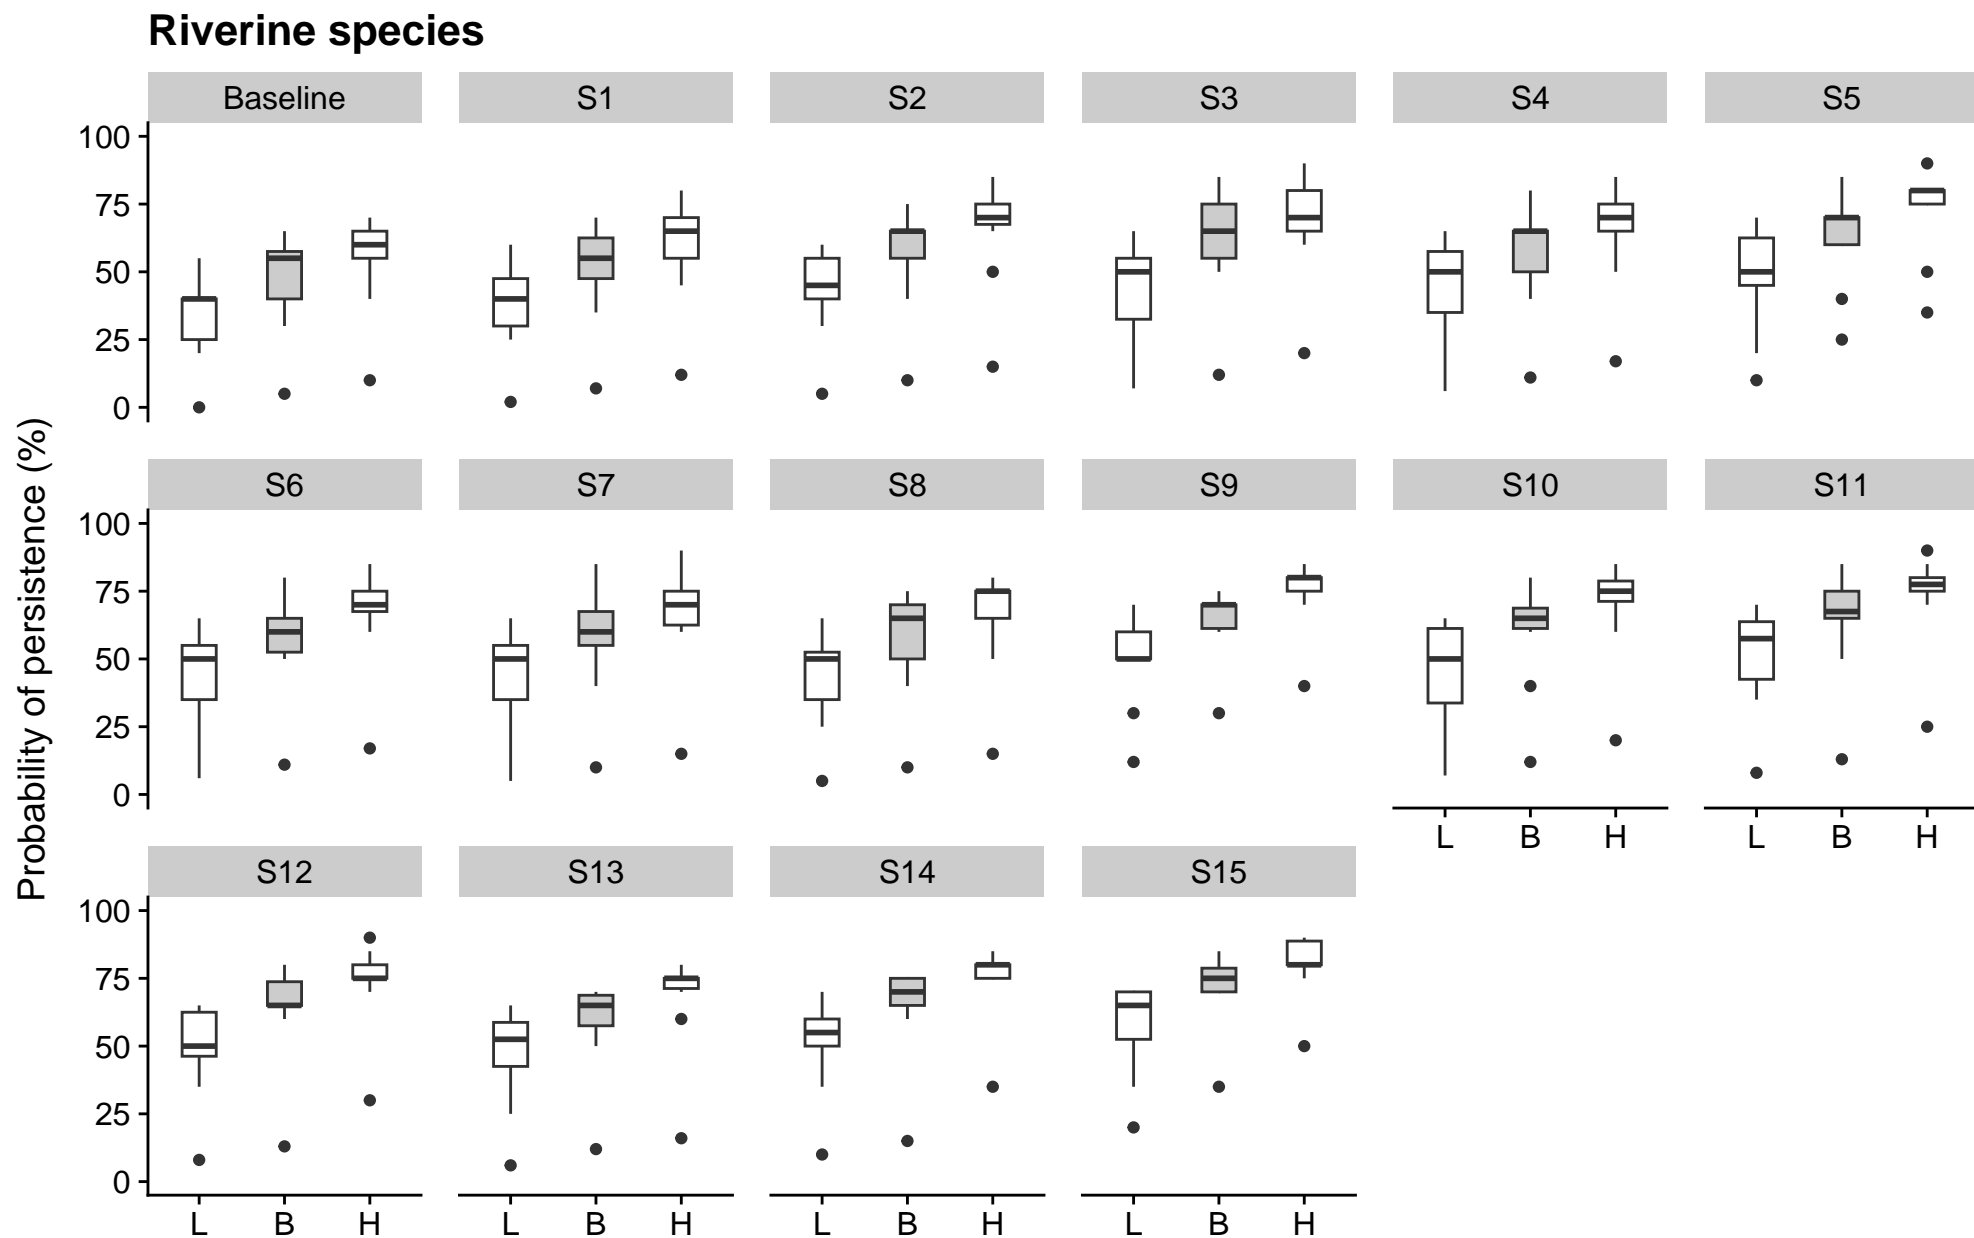 Riverine species
Baseline S1 S2 S3 S4 S5
100
75
50
25
0
Probability of persistence (%)
S6 S7 S8 S9 S10 S11
100
75
50
25
0
L B H L B H
S12 S13 S14 S15
100
75
50
25
0
L B H L B H L B H L B H